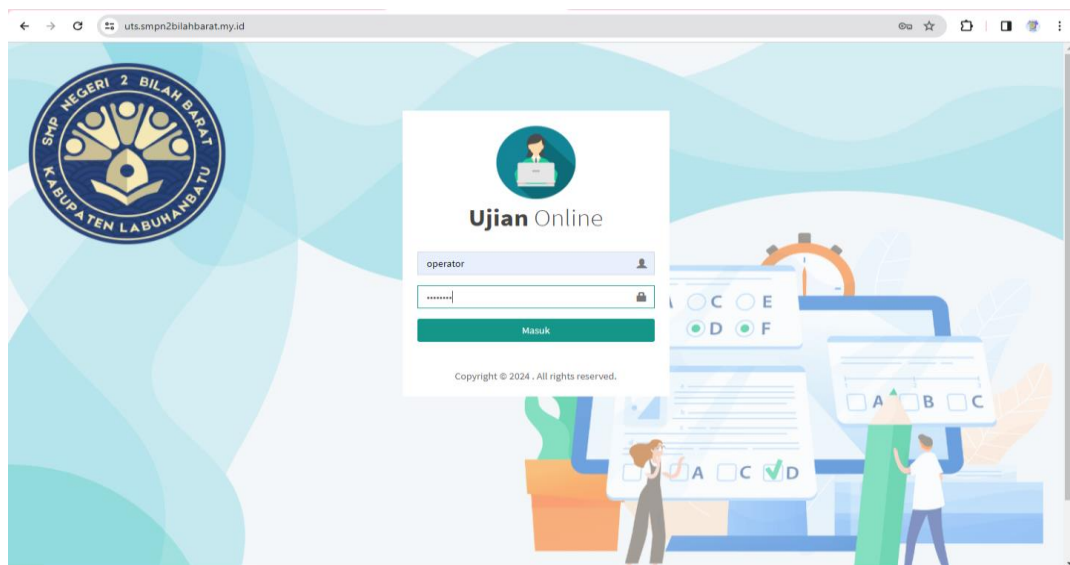 uts.smpn2bilahbarat.my.id
SMP NEGERI 2 BILAH BARAT
KABUPATEN LABUHANBATU
Ujian Online
operator
••••••••
Masuk
Copyright © 2024 . All rights reserved.
C E
D F
A B C
A C D